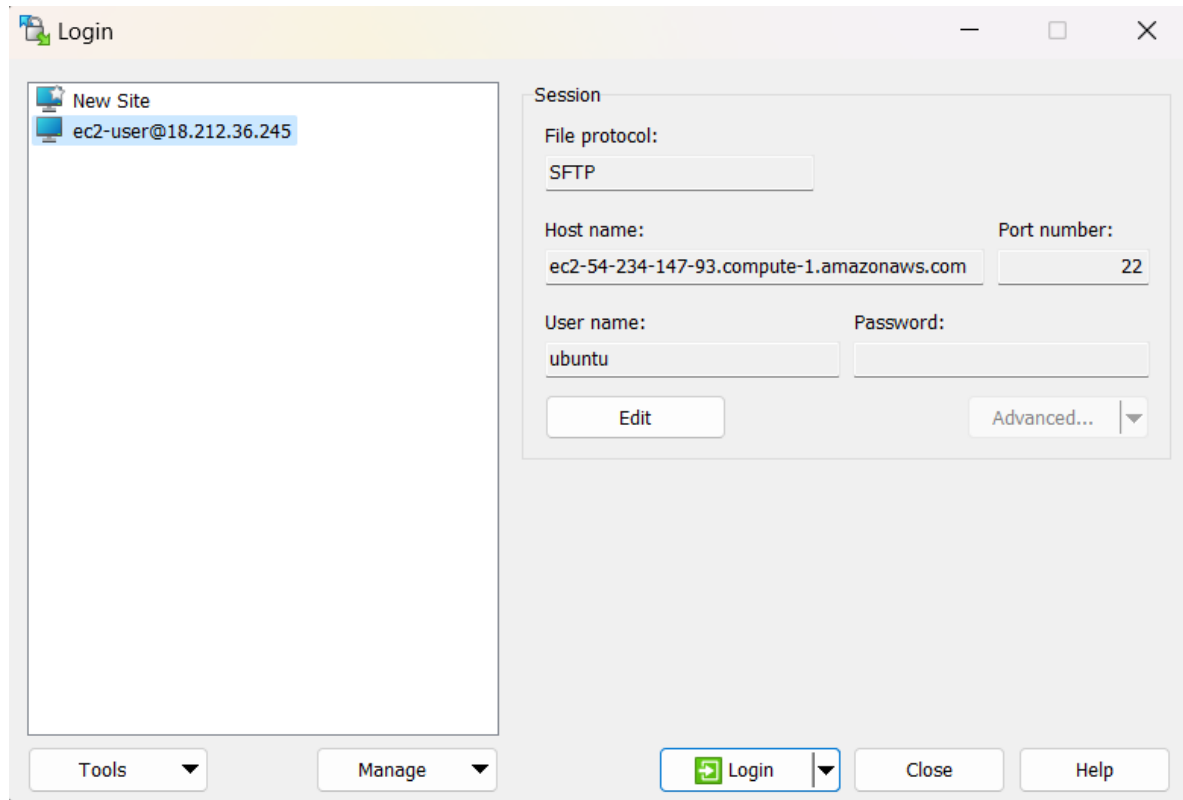 Login
New Site
ec2-user@18.212.36.245
Session
File protocol:
SFTP
Host name: Port number:
ec2-54-234-147-93.compute-1.amazonaws.com 22
User name: Password:
ubuntu
Edit Advanced...
Tools Manage Login Close Help